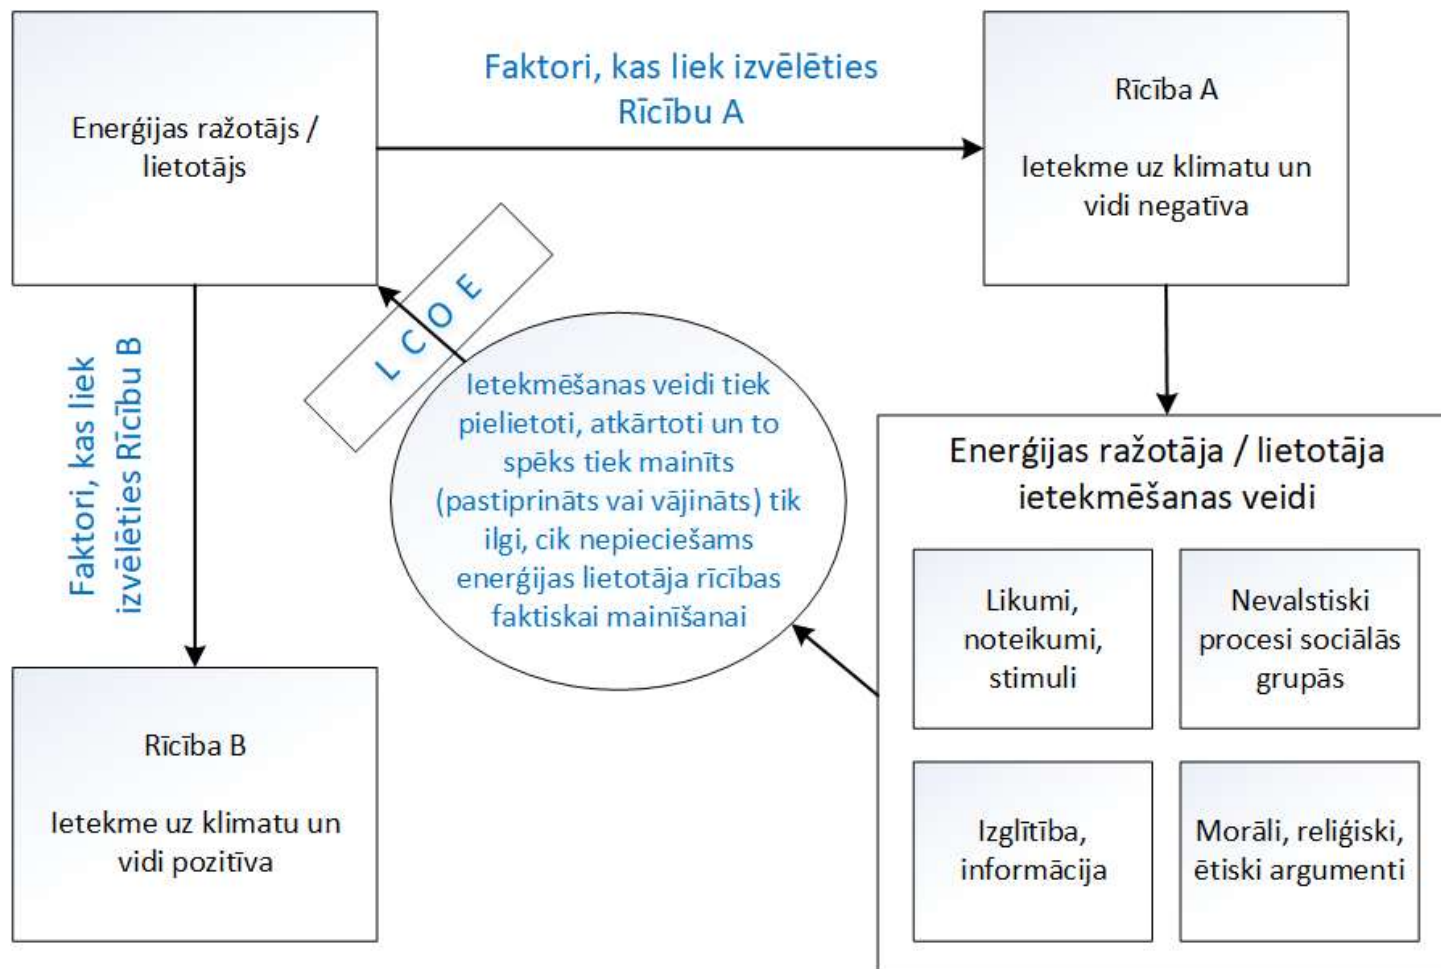 Enerģijas ražotājs /
lietotājs
Faktori, kas liek izvēlēties
Rīcību A
Rīcība A
Ietekme uz klimatu un
vidi negatīva
L C O E
Faktori, kas liek
izvēlēties Rīcību B
Ietekmēšanas veidi tiek
pielietoti, atkārtoti un to
spēks tiek mainīts
(pastiprināts vai vājināts) tik
ilgi, cik nepieciešams
enerģijas lietotāja rīcības
faktiskai mainīšanai
Enerģijas ražotāja / lietotāja
ietekmēšanas veidi
Likumi,
noteikumi,
stimuli
Nevalstiski
procesi sociālās
grupās
Izglītība,
informācija
Morāli, reliģiski,
ētiski argumenti
Rīcība B
Ietekme uz klimatu un
vidi pozitīva